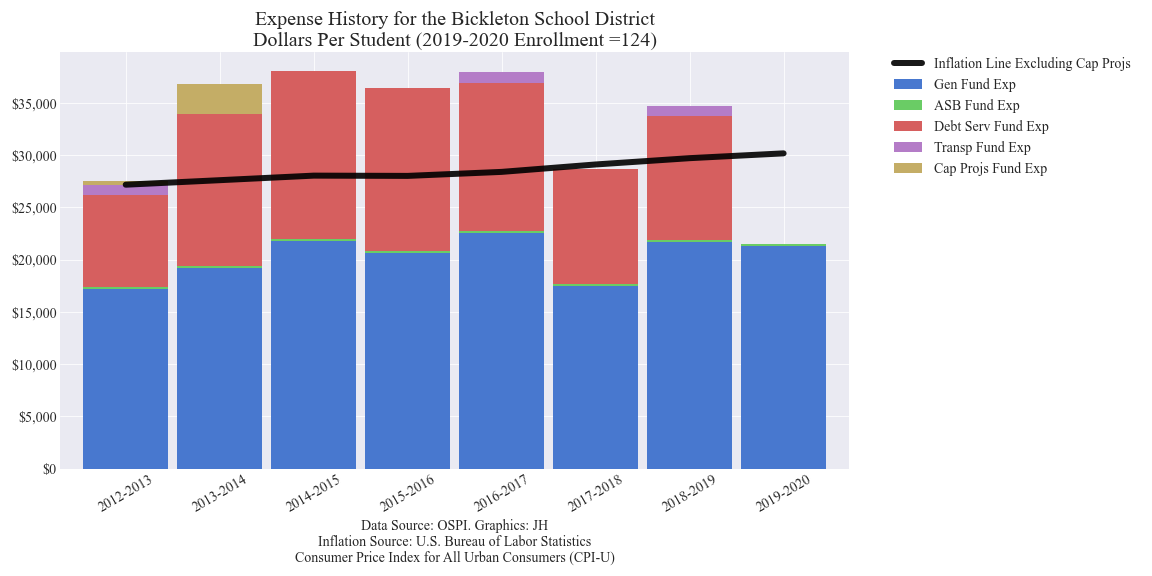 Expense History for the Bickleton School District
Dollars Per Student (2019-2020 Enrollment =124)
Inflation Line Excluding Cap Projs
Gen Fund Exp
ASB Fund Exp
Debt Serv Fund Exp
Transp Fund Exp
Cap Projs Fund Exp
$35,000
$30,000
$25,000
$20,000
$15,000
$10,000
$5,000
$0
2012-2013
2013-2014
2014-2015
2015-2016
2016-2017
2017-2018
2018-2019
2019-2020
Data Source: OSPI. Graphics: JH
Inflation Source: U.S. Bureau of Labor Statistics
Consumer Price Index for All Urban Consumers (CPI-U)